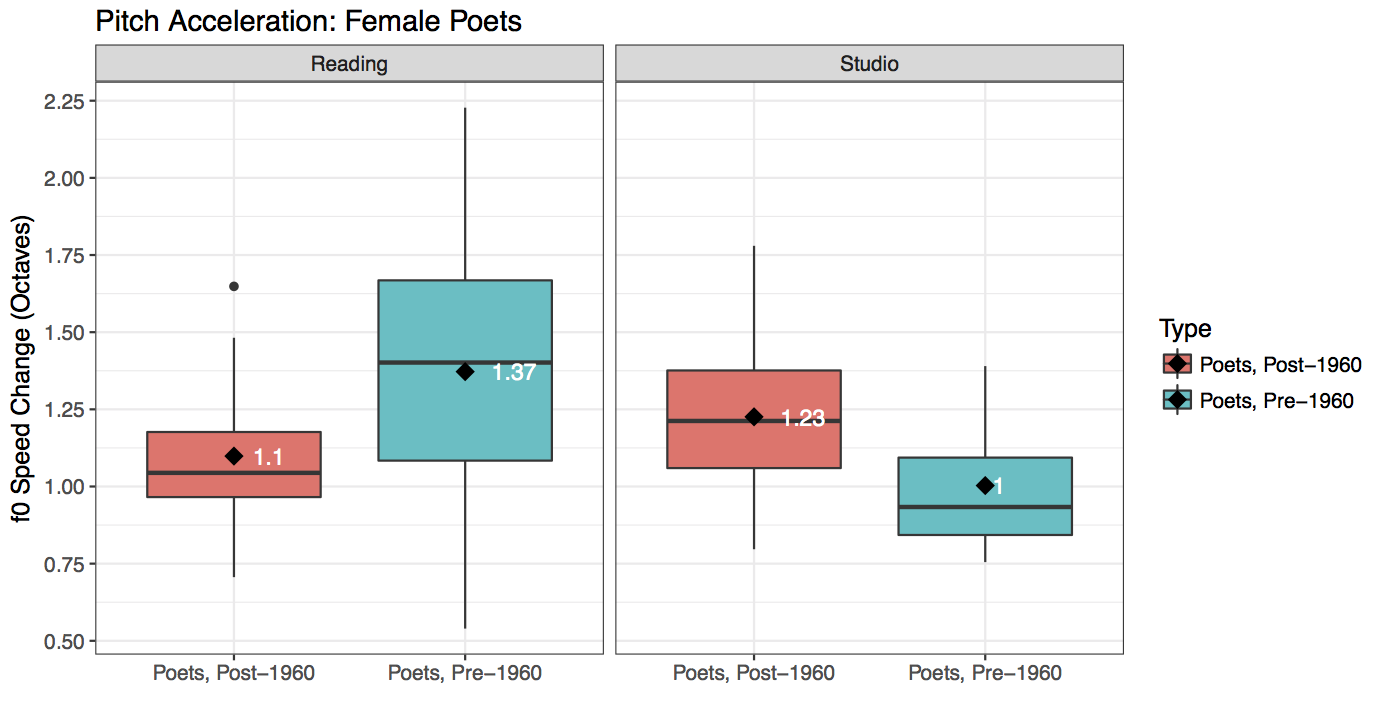 Pitch Acceleration: Female Poets
Reading
Studio
f0 Speed Change (Octaves)
2.25
2.00
1.75
1.50
1.25
1.00
0.75
0.50
1.1
1.37
1.23
1
Poets, Post−1960
Poets, Pre−1960
Poets, Post−1960
Poets, Pre−1960
Type
Poets, Post−1960
Poets, Pre−1960